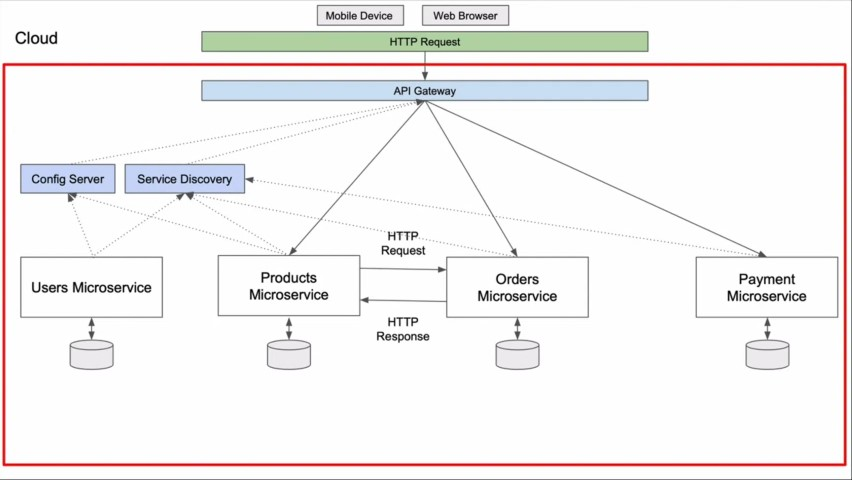 Mobile Device
Web Browser
Cloud
HTTP Request
API Gateway
Config Server
Service Discovery
HTTP
Request
Users Microservice
Products
Microservice
Orders
Microservice
Payment
Microservice
HTTP
Response